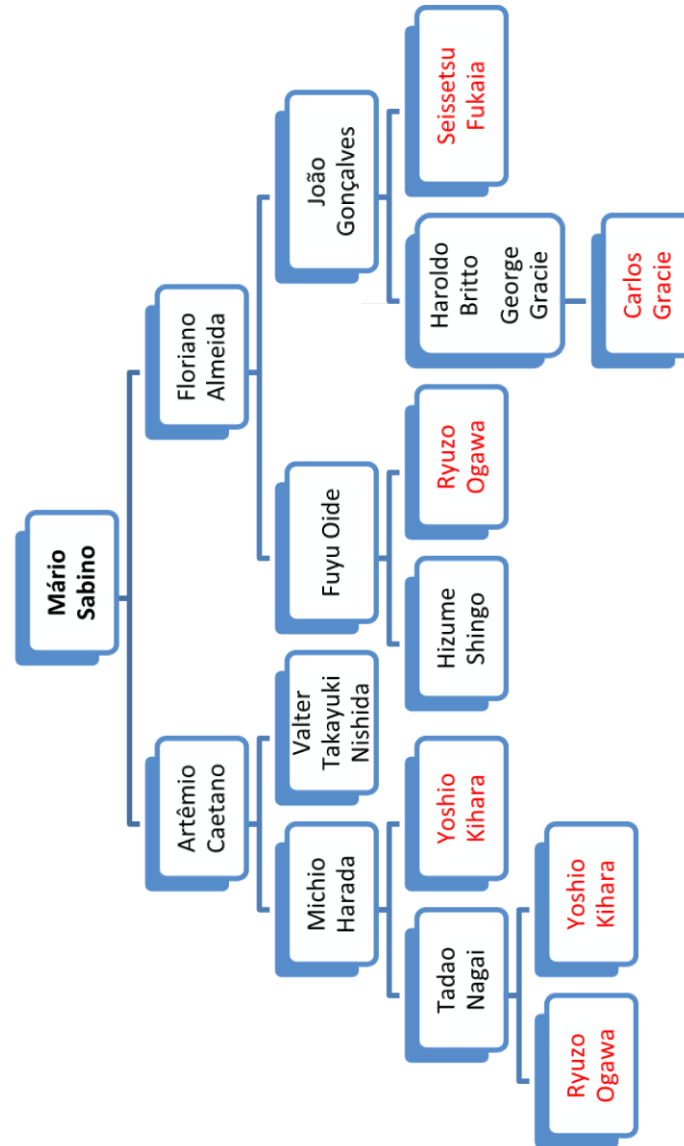 Mário
Sabino
Artêmio
Caetano
Floriano
Almeida
Michio
Harada
Valter
Takayuki
Nishida
Fuyu Oide
João
Gonçalves
Tadao
Nagai
Yoshio
Kihara
Hizume
Shingo
Ryuzo
Ogawa
Haroldo
Britto
George
Gracie
Seissetsu
Fukaia
Ryuzo
Ogawa
Yoshio
Kihara
Carlos
Gracie